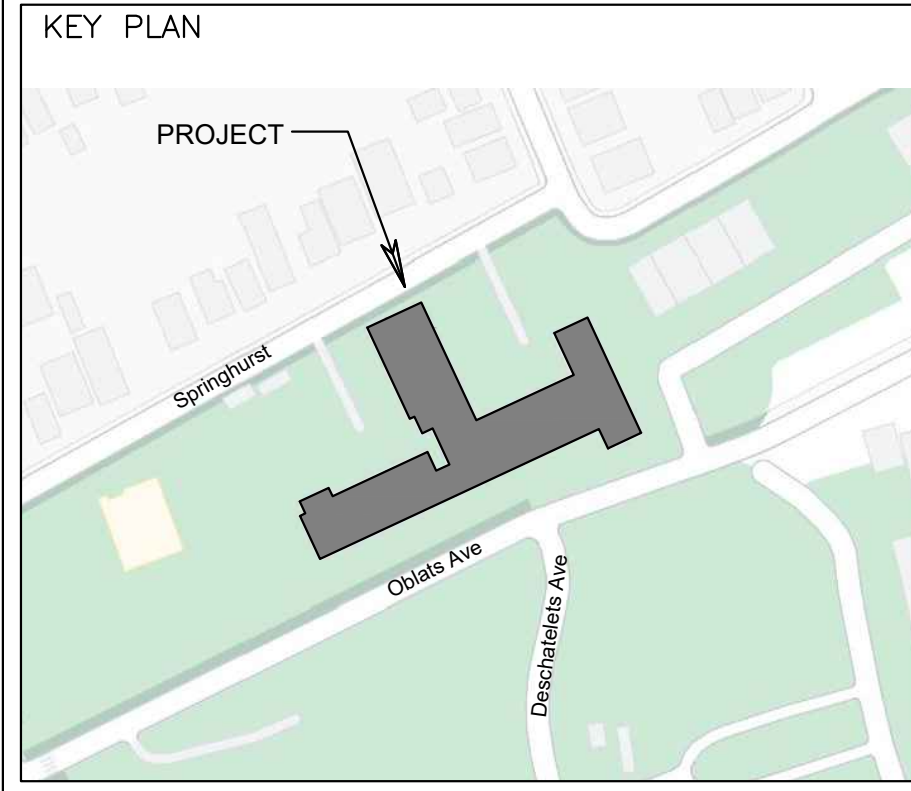 KEY PLAN
PROJECT
Springhurst
Oblats Ave
Deschatelets Ave